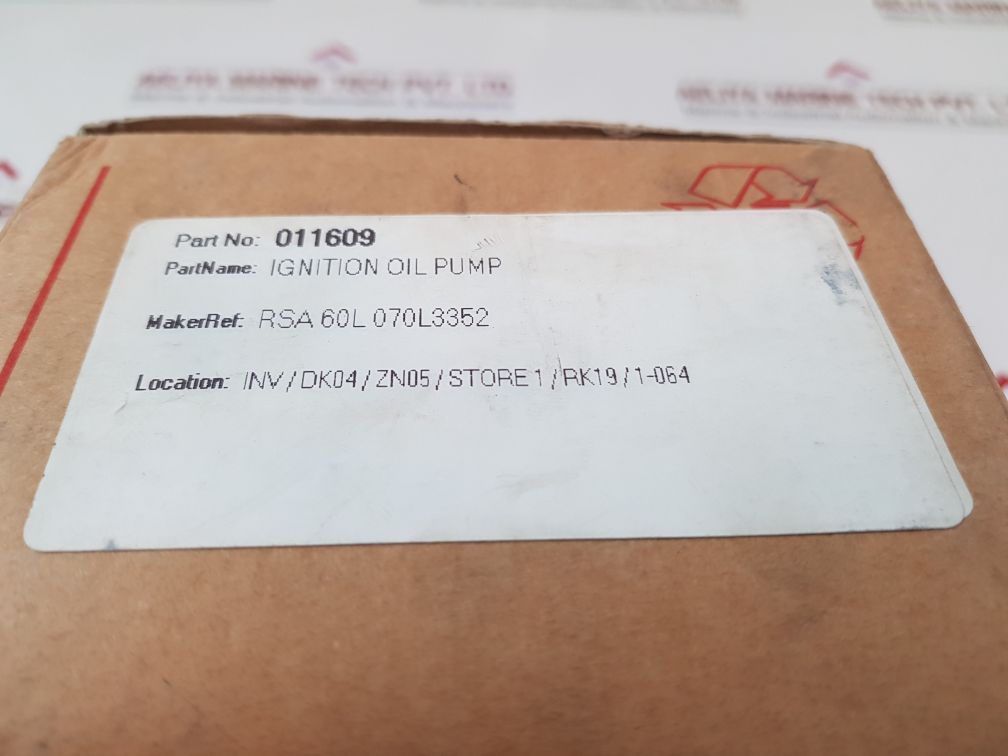 Part No: 011609
PartName: IGNITION OIL PUMP
MakerRef: RSA 60L 070L3352
Location: INV/DK04/ZN05/STORE1/RK19/1-064